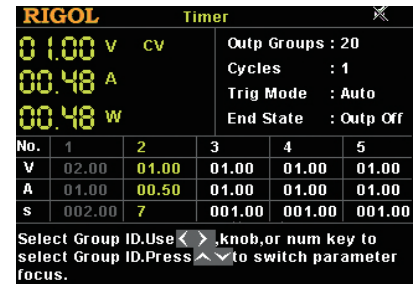 RIGOL Timer
01.00 V CV
00.48 A
00.48 W
Outp Groups : 20
Cycles : 1
Trig Mode : Auto
End State : Outp Off
No. 1 2 3 4 5
V 02.00 01.00 01.00 01.00 01.00
A 01.00 00.50 01.00 01.00 01.00
s 002.00 7 001.00 001.00 001.00
Select Group ID.Use < > ,knob,or num key to
select Group ID.Press ∧ ∨ to switch parameter
focus.